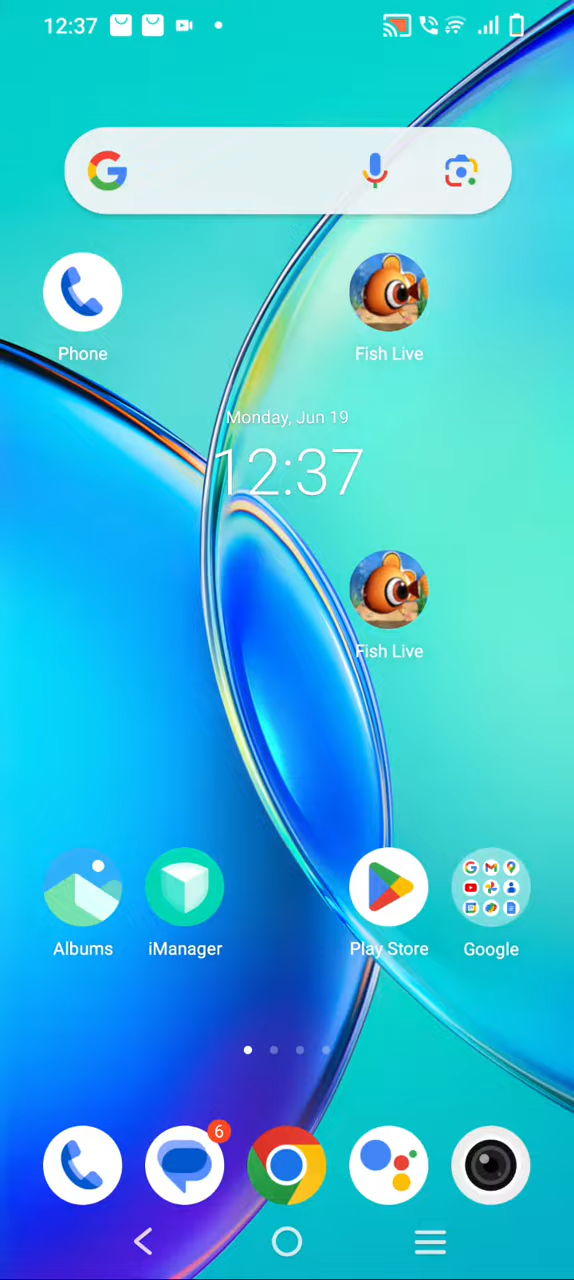 12:37
Phone
Fish Live
Monday, Jun 19
12:37
Fish Live
Albums
iManager
Play Store
Google
6